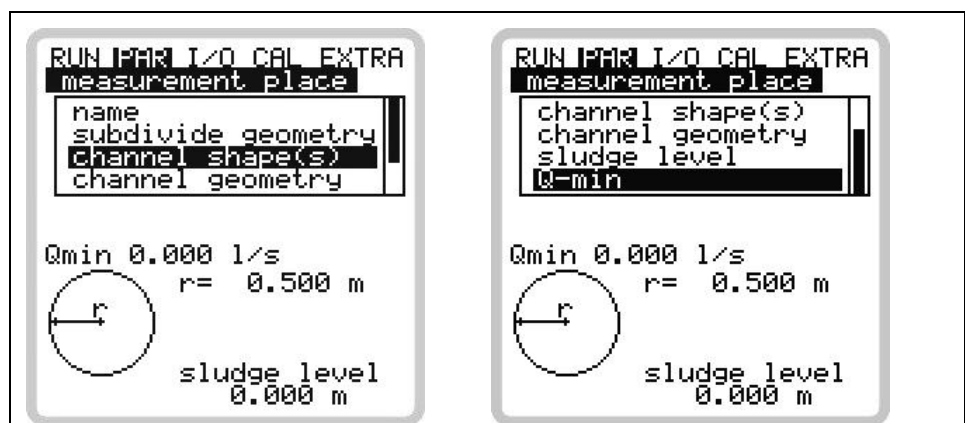 RUN PAR I/O CAL EXTRA
measurement place
name
subdivide geometry
channel shape(s)
channel geometry
Qmin 0.000 l/s
r= 0.500 m
r
sludge level
0.000 m
RUN PAR I/O CAL EXTRA
measurement place
channel shape(s)
channel geometry
sludge level
Q-min
Qmin 0.000 l/s
r= 0.500 m
r
sludge level
0.000 m